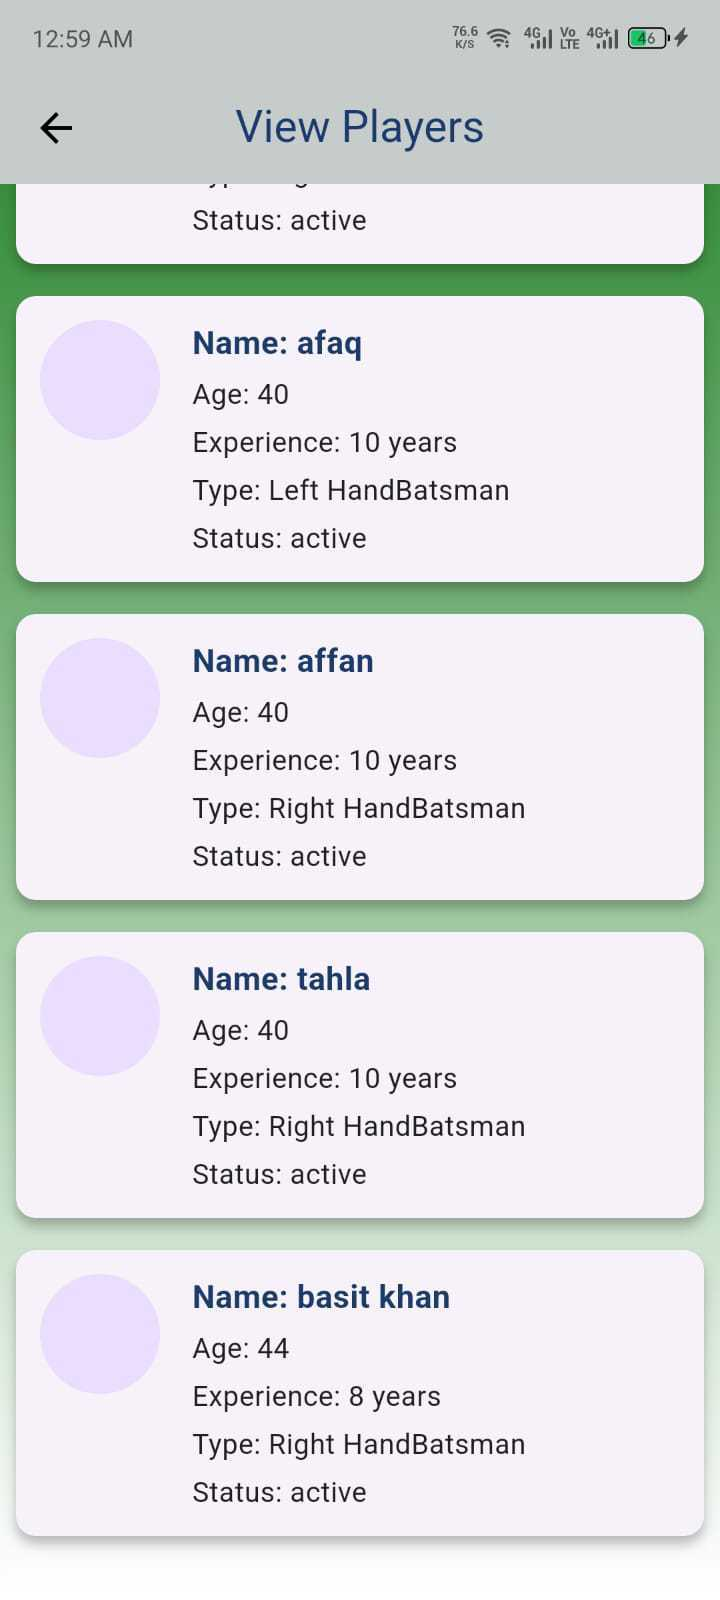 12:59 AM
76.6 K/S 4G Vo LTE 4G+ 46
View Players
Status: active
Name: afaq
Age: 40
Experience: 10 years
Type: Left HandBatsman
Status: active
Name: affan
Age: 40
Experience: 10 years
Type: Right HandBatsman
Status: active
Name: tahla
Age: 40
Experience: 10 years
Type: Right HandBatsman
Status: active
Name: basit khan
Age: 44
Experience: 8 years
Type: Right HandBatsman
Status: active